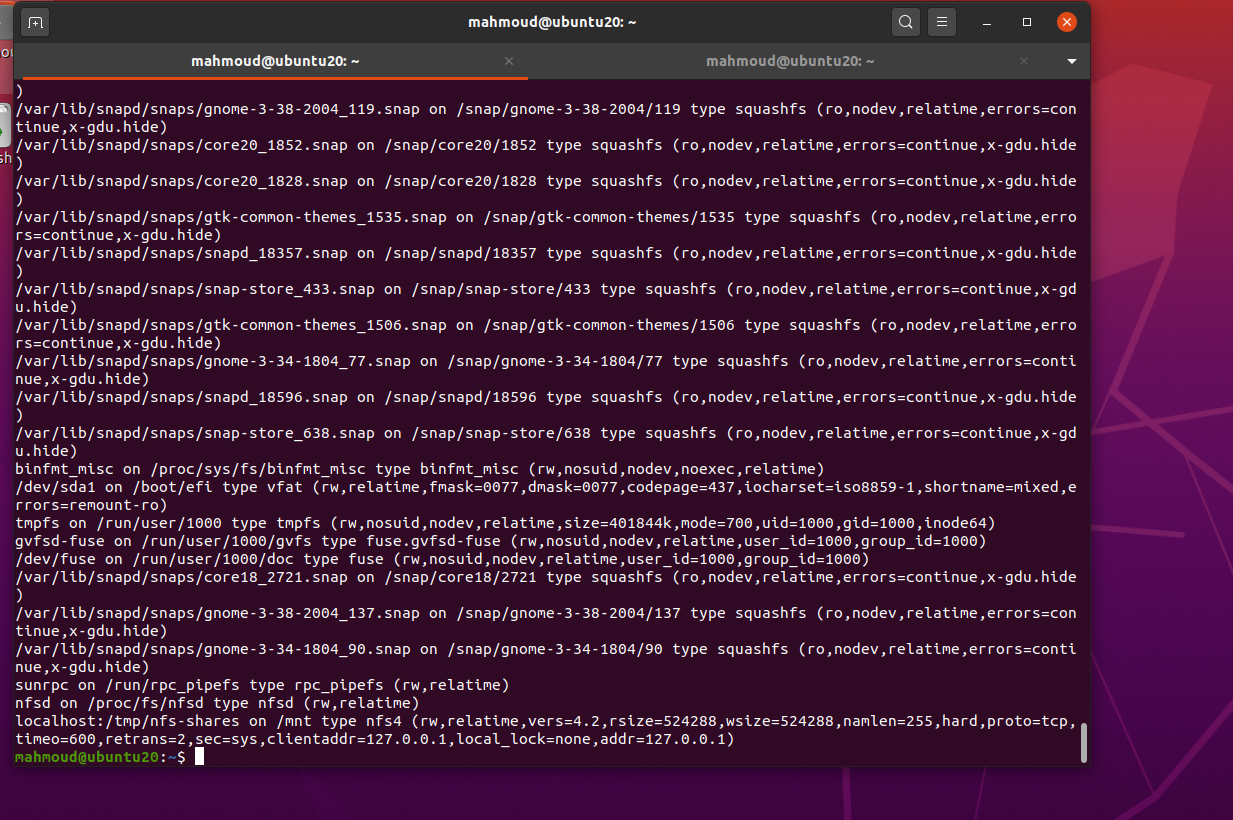 mahmoud@ubuntu20: ~
mahmoud@ubuntu20: ~
mahmoud@ubuntu20: ~
)
/var/lib/snapd/snaps/gnome-3-38-2004_119.snap on /snap/gnome-3-38-2004/119 type squashfs (ro,nodev,relatime,errors=con
tinue,x-gdu.hide)
/var/lib/snapd/snaps/core20_1852.snap on /snap/core20/1852 type squashfs (ro,nodev,relatime,errors=continue,x-gdu.hide
)
/var/lib/snapd/snaps/core20_1828.snap on /snap/core20/1828 type squashfs (ro,nodev,relatime,errors=continue,x-gdu.hide
)
/var/lib/snapd/snaps/gtk-common-themes_1535.snap on /snap/gtk-common-themes/1535 type squashfs (ro,nodev,relatime,erro
rs=continue,x-gdu.hide)
/var/lib/snapd/snaps/snapd_18357.snap on /snap/snapd/18357 type squashfs (ro,nodev,relatime,errors=continue,x-gdu.hide
)
/var/lib/snapd/snaps/snap-store_433.snap on /snap/snap-store/433 type squashfs (ro,nodev,relatime,errors=continue,x-gd
u.hide)
/var/lib/snapd/snaps/gtk-common-themes_1506.snap on /snap/gtk-common-themes/1506 type squashfs (ro,nodev,relatime,erro
rs=continue,x-gdu.hide)
/var/lib/snapd/snaps/gnome-3-34-1804_77.snap on /snap/gnome-3-34-1804/77 type squashfs (ro,nodev,relatime,errors=conti
nue,x-gdu.hide)
/var/lib/snapd/snaps/snapd_18596.snap on /snap/snapd/18596 type squashfs (ro,nodev,relatime,errors=continue,x-gdu.hide
)
/var/lib/snapd/snaps/snap-store_638.snap on /snap/snap-store/638 type squashfs (ro,nodev,relatime,errors=continue,x-gd
u.hide)
binfmt_misc on /proc/sys/fs/binfmt_misc type binfmt_misc (rw,nosuid,nodev,noexec,relatime)
/dev/sda1 on /boot/efi type vfat (rw,relatime,fmask=0077,dmask=0077,codepage=437,iocharset=iso8859-1,shortname=mixed,e
rrors=remount-ro)
tmpfs on /run/user/1000 type tmpfs (rw,nosuid,nodev,relatime,size=401844k,mode=700,uid=1000,gid=1000,inode64)
gvfsd-fuse on /run/user/1000/gvfs type fuse.gvfsd-fuse (rw,nosuid,nodev,relatime,user_id=1000,group_id=1000)
/dev/fuse on /run/user/1000/doc type fuse (rw,nosuid,nodev,relatime,user_id=1000,group_id=1000)
/var/lib/snapd/snaps/core18_2721.snap on /snap/core18/2721 type squashfs (ro,nodev,relatime,errors=continue,x-gdu.hide
)
/var/lib/snapd/snaps/gnome-3-38-2004_137.snap on /snap/gnome-3-38-2004/137 type squashfs (ro,nodev,relatime,errors=con
tinue,x-gdu.hide)
/var/lib/snapd/snaps/gnome-3-34-1804_90.snap on /snap/gnome-3-34-1804/90 type squashfs (ro,nodev,relatime,errors=conti
nue,x-gdu.hide)
sunrpc on /run/rpc_pipefs type rpc_pipefs (rw,relatime)
nfsd on /proc/fs/nfsd type nfsd (rw,relatime)
localhost:/tmp/nfs-shares on /mnt type nfs4 (rw,relatime,vers=4.2,rsize=524288,wsize=524288,namlen=255,hard,proto=tcp,
timeo=600,retrans=2,sec=sys,clientaddr=127.0.0.1,local_lock=none,addr=127.0.0.1)
mahmoud@ubuntu20:~$